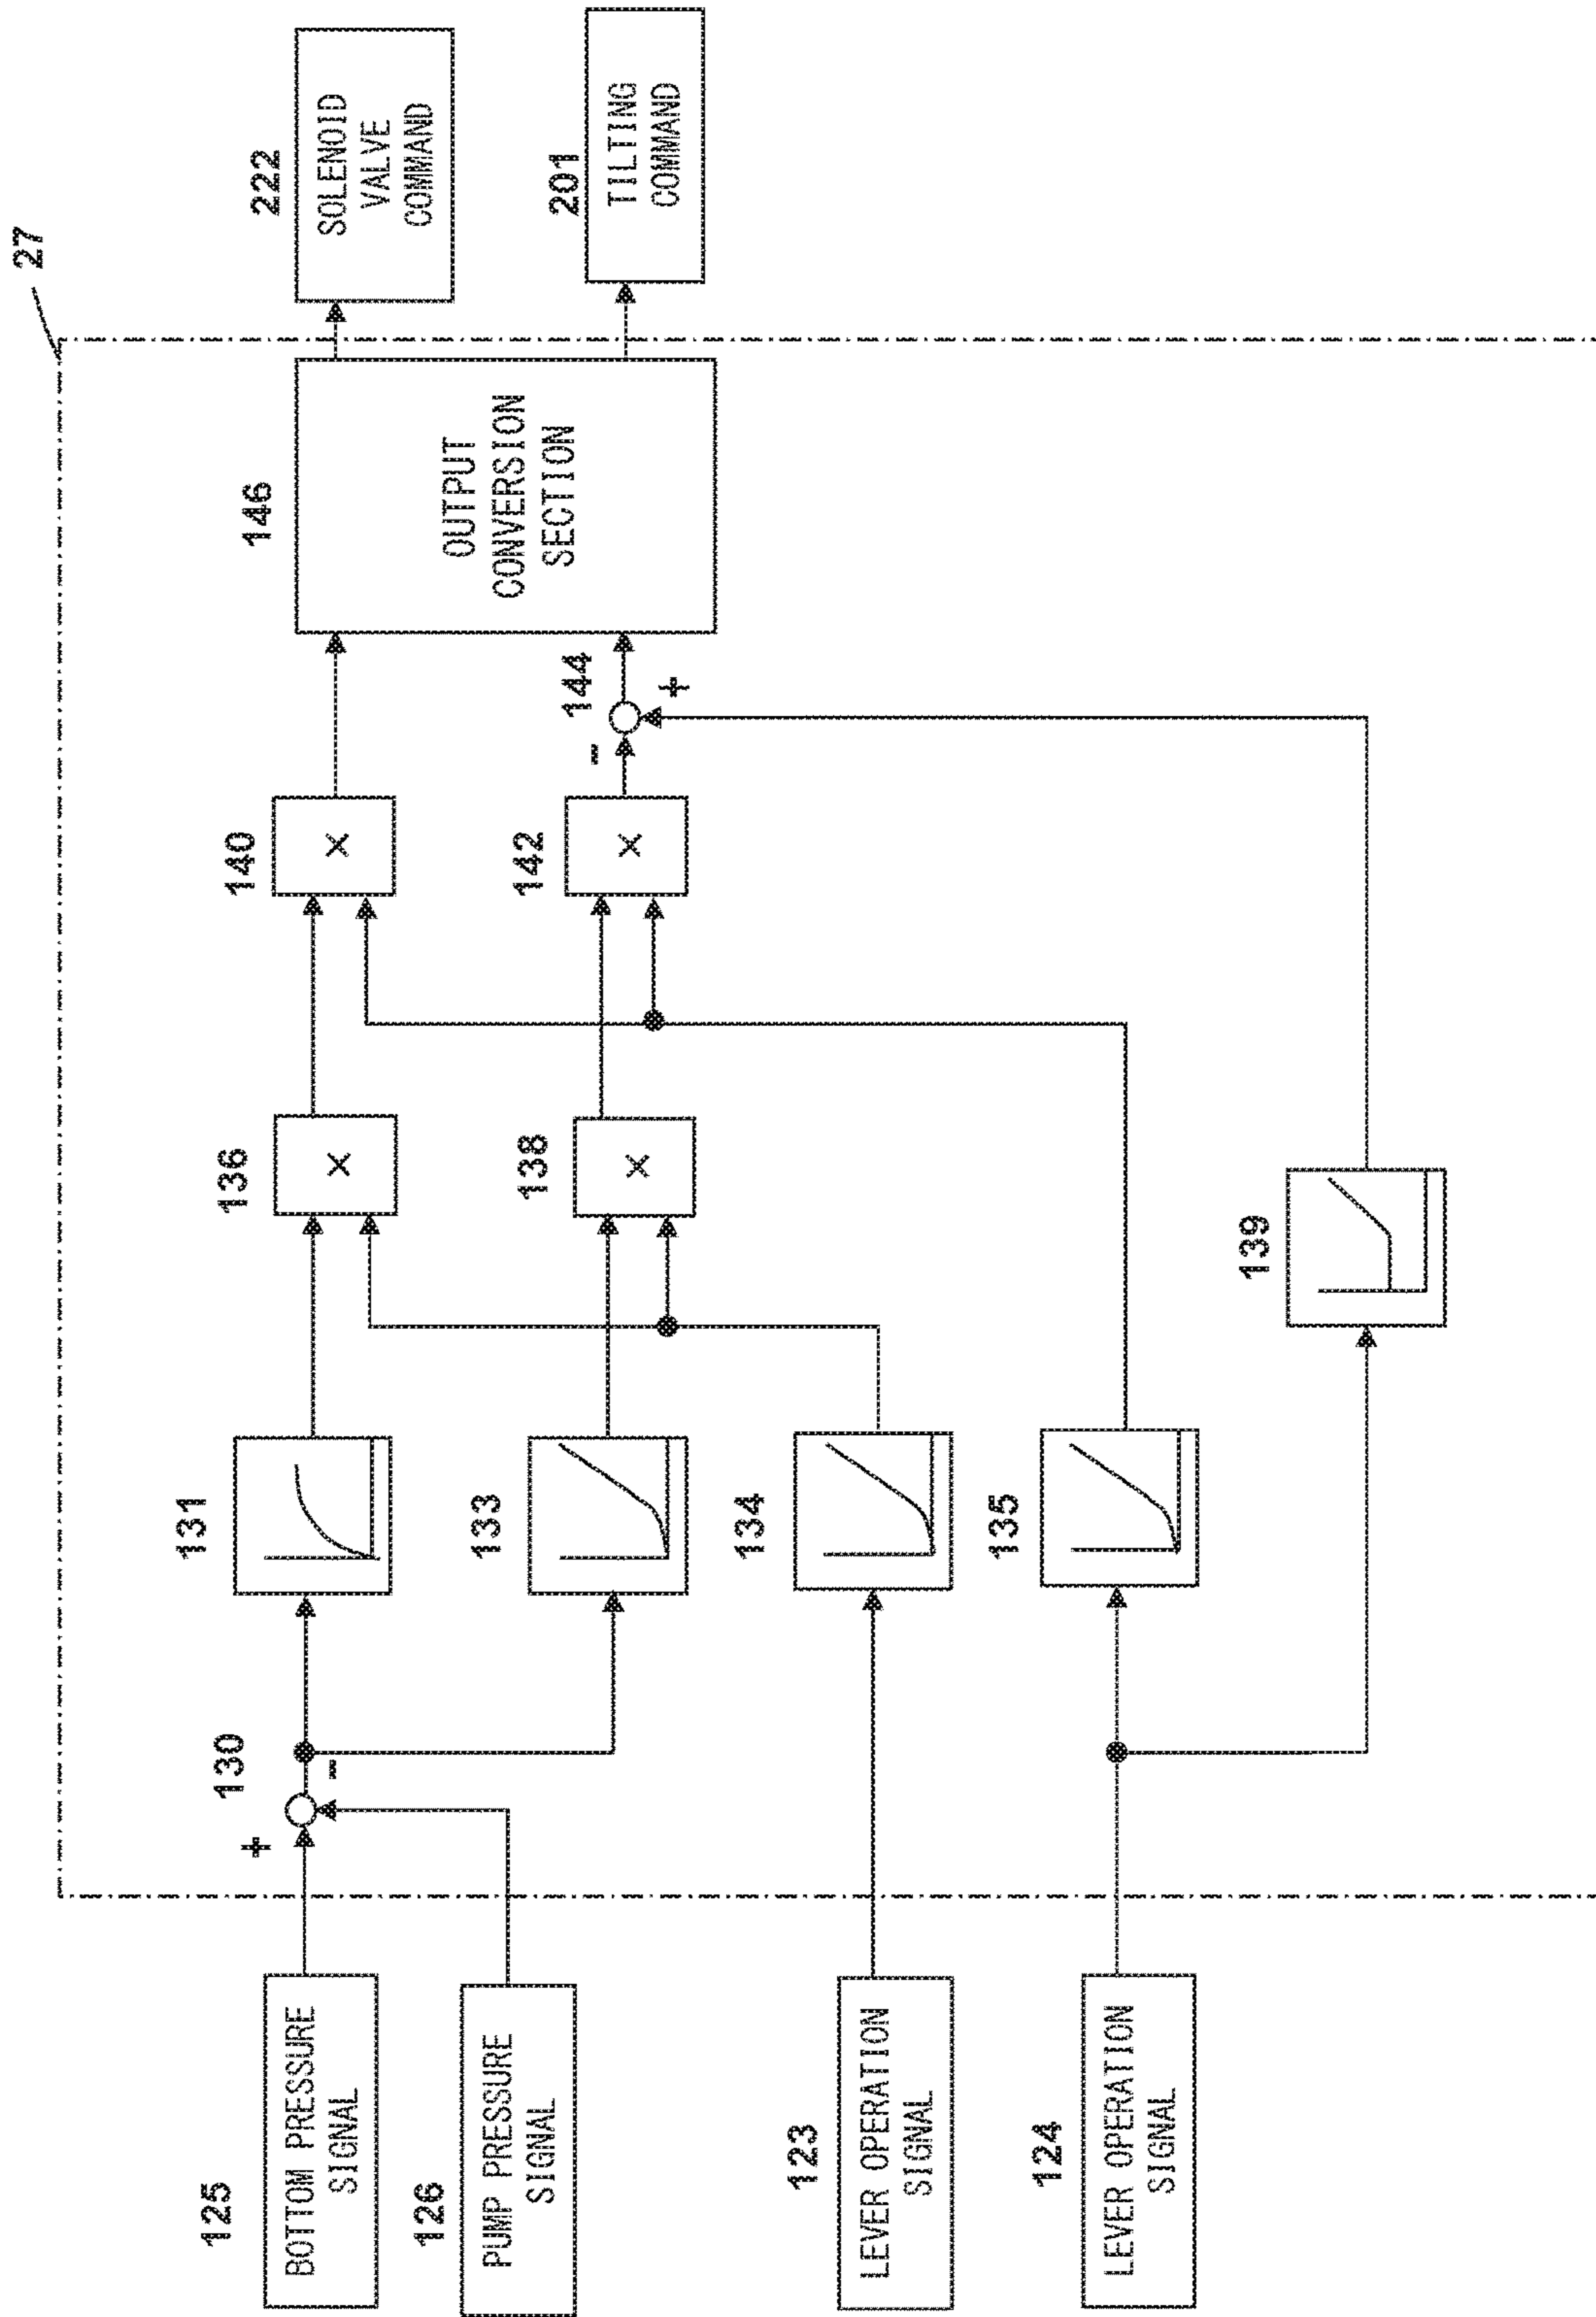 27
125
BOTTOM PRESSURE
SIGNAL
126
PUMP PRESSURE
SIGNAL
123
LEVER OPERATION
SIGNAL
124
LEVER OPERATION
SIGNAL
+
130
-
131
133
134
135
136
×
138
×
139
140
×
142
×
-
144
+
146
OUTPUT
CONVERSION
SECTION
222
SOLENOID
VALVE
COMMAND
201
TILTING
COMMAND